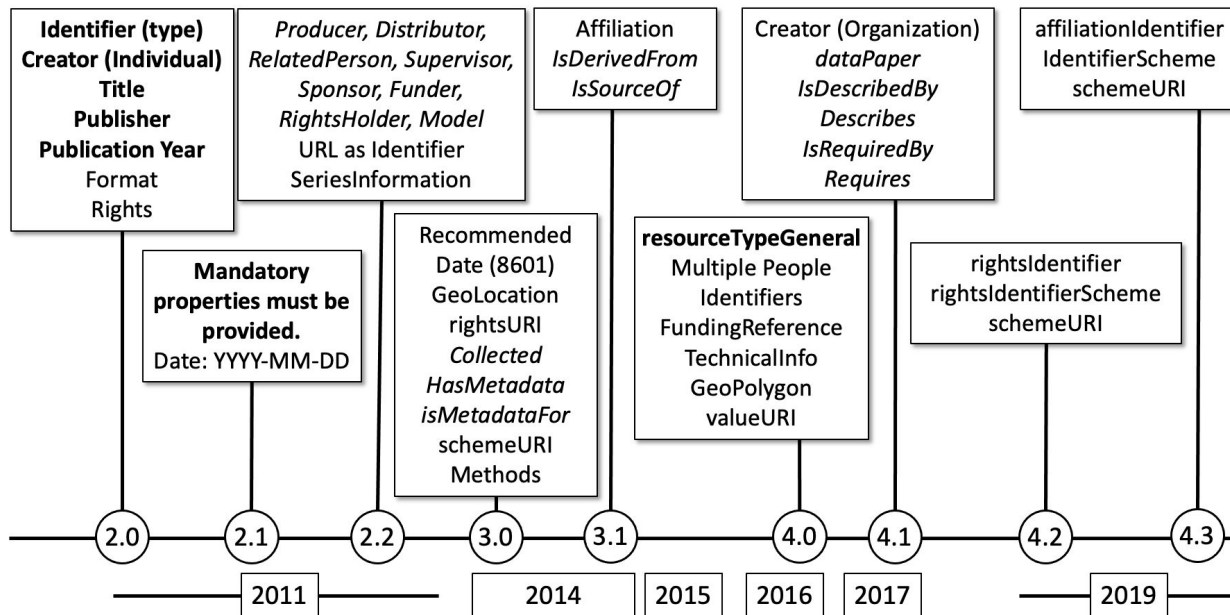 Identifier (type)
Creator (Individual)
Title
Publisher
Publication Year
Format
Rights
Mandatory
properties must be
provided.
Date: YYYY-MM-DD
Producer, Distributor,
RelatedPerson, Supervisor,
Sponsor, Funder,
RightsHolder, Model
URL as Identifier
SeriesInformation
Recommended
Date (8601)
GeoLocation
rightsURI
Collected
HasMetadata
isMetadataFor
schemeURI
Methods
Affiliation
IsDerivedFrom
IsSourceOf
resourceTypeGeneral
Multiple People
Identifiers
FundingReference
TechnicalInfo
GeoPolygon
valueURI
Creator (Organization)
dataPaper
IsDescribedBy
Describes
IsRequiredBy
Requires
rightsIdentifier
rightsIdentifierScheme
schemeURI
affiliationIdentifier
IdentifierScheme
schemeURI
2.0 2.1 2.2 3.0 3.1 4.0 4.1 4.2 4.3
2011 2014 2015 2016 2017 2019